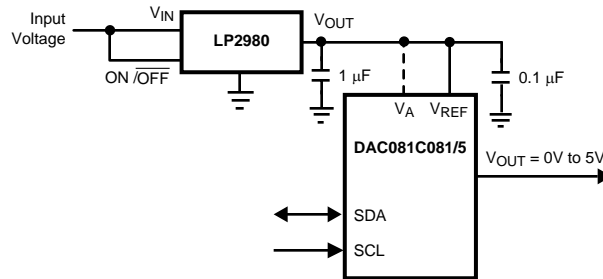 Input
Voltage
VIN
LP2980
VOUT
ON /OFF
1 µF
0.1 µF
VA
VREF
DAC081C081/5
VOUT = 0V to 5V
SDA
SCL